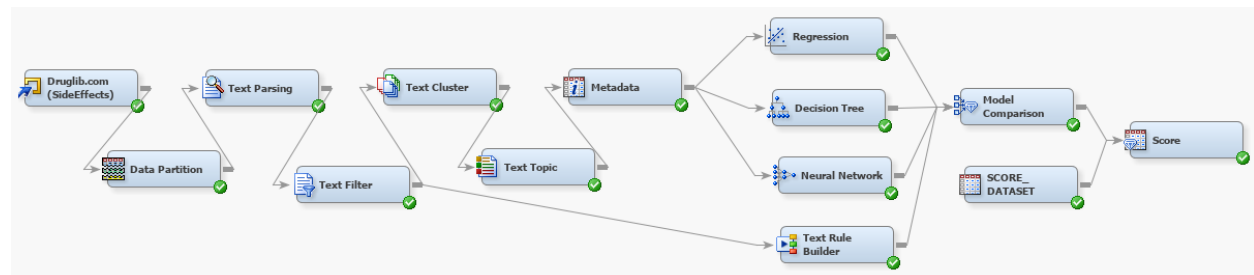 Druglib.com
(SideEffects)
Data Partition
Text Parsing
Text Filter
Text Cluster
Text Topic
Metadata
Regression
Decision Tree
Neural Network
Text Rule
Builder
Model
Comparison
SCORE_
DATASET
Score